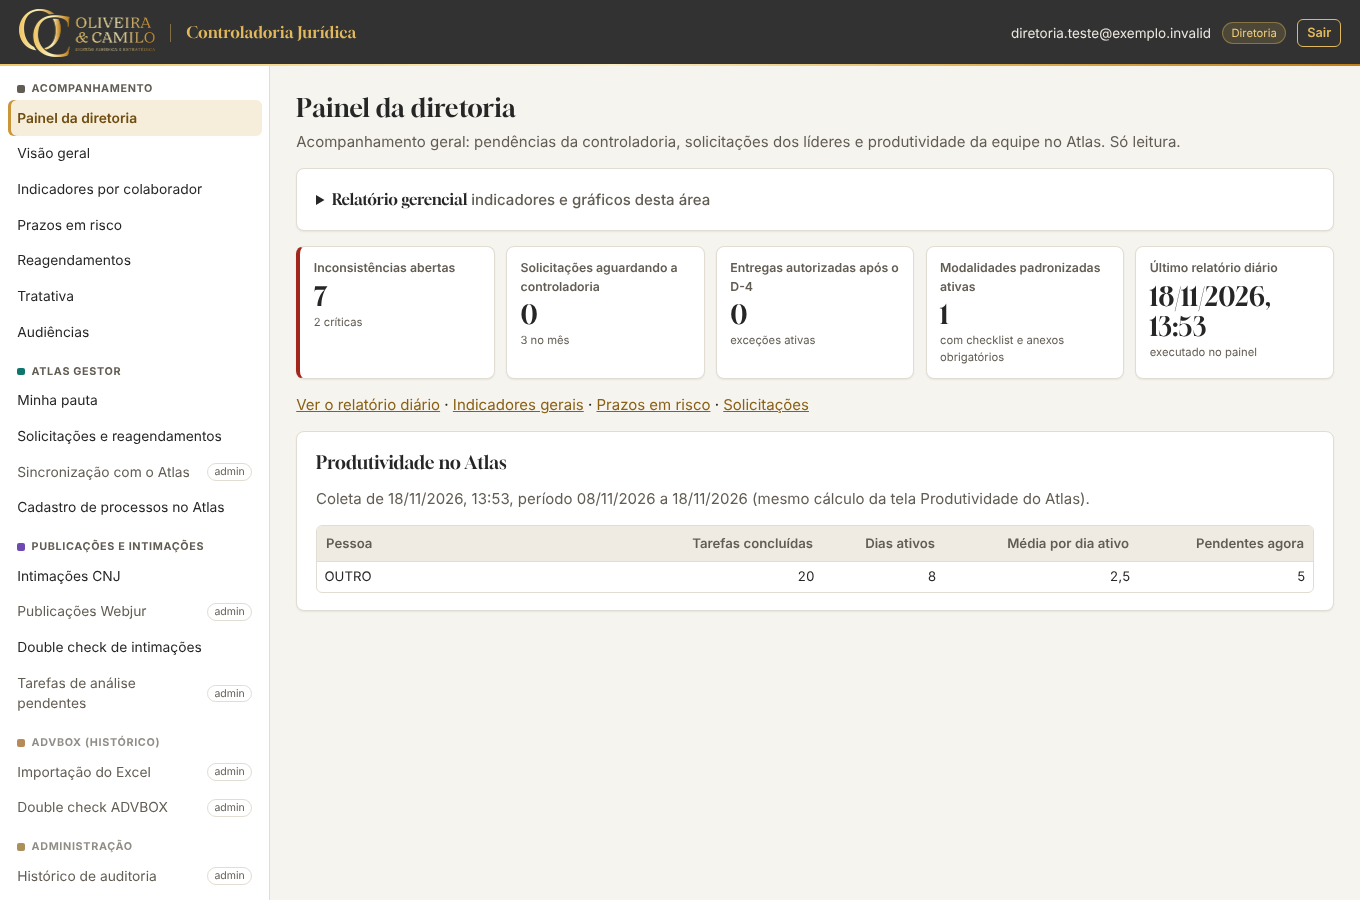 OLIVEIRA
& CAMILO
Controladoria Jurídica
diretoria.teste@exemplo.invalid
Diretoria
Sair
ACOMPANHAMENTO
Painel da diretoria
Visão geral
Indicadores por colaborador
Prazos em risco
Reagendamentos
Tratativa
Audiências
ATLAS GESTOR
Minha pauta
Solicitações e reagendamentos
Sincronização com o Atlas admin
Cadastro de processos no Atlas
PUBLICAÇÕES E INTIMAÇÕES
Intimações CNJ
Publicações Webjur admin
Double check de intimações
Tarefas de análise
pendentes
admin
ADVBOX (HISTÓRICO)
Importação do Excel admin
Double check ADVBOX admin
ADMINISTRAÇÃO
Histórico de auditoria admin
Painel da diretoria
Acompanhamento geral: pendências da controladoria, solicitações dos líderes e produtividade da equipe no Atlas. Só leitura.
Relatório gerencial indicadores e gráficos desta área
Inconsistências abertas
7
2 críticas
Solicitações aguardando a
controladoria
0
3 no mês
Entregas autorizadas após o
D-4
0
exceções ativas
Modalidades padronizadas
ativas
1
com checklist e anexos
obrigatórios
Último relatório diário
18/11/2026,
13:53
executado no painel
Ver o relatório diário · Indicadores gerais · Prazos em risco · Solicitações
Produtividade no Atlas
Coleta de 18/11/2026, 13:53, período 08/11/2026 a 18/11/2026 (mesmo cálculo da tela Produtividade do Atlas).
Pessoa Tarefas concluídas Dias ativos Média por dia ativo Pendentes agora
OUTRO 20 8 2,5 5